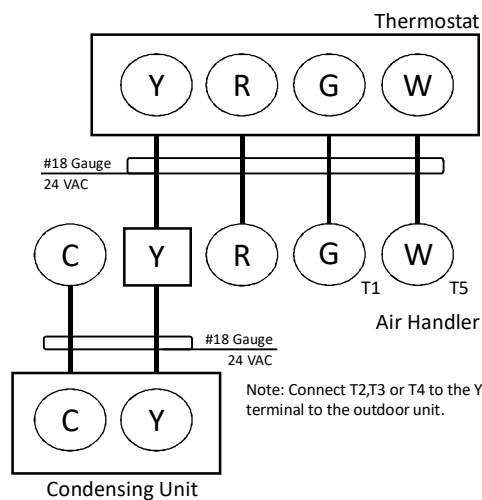 Thermostat
Y R G W
#18 Gauge
24 VAC
C Y R G W
T1 T5
Air Handler
#18 Gauge
24 VAC
Note: Connect T2,T3 or T4 to the Y
terminal to the outdoor unit.
C Y
Condensing Unit